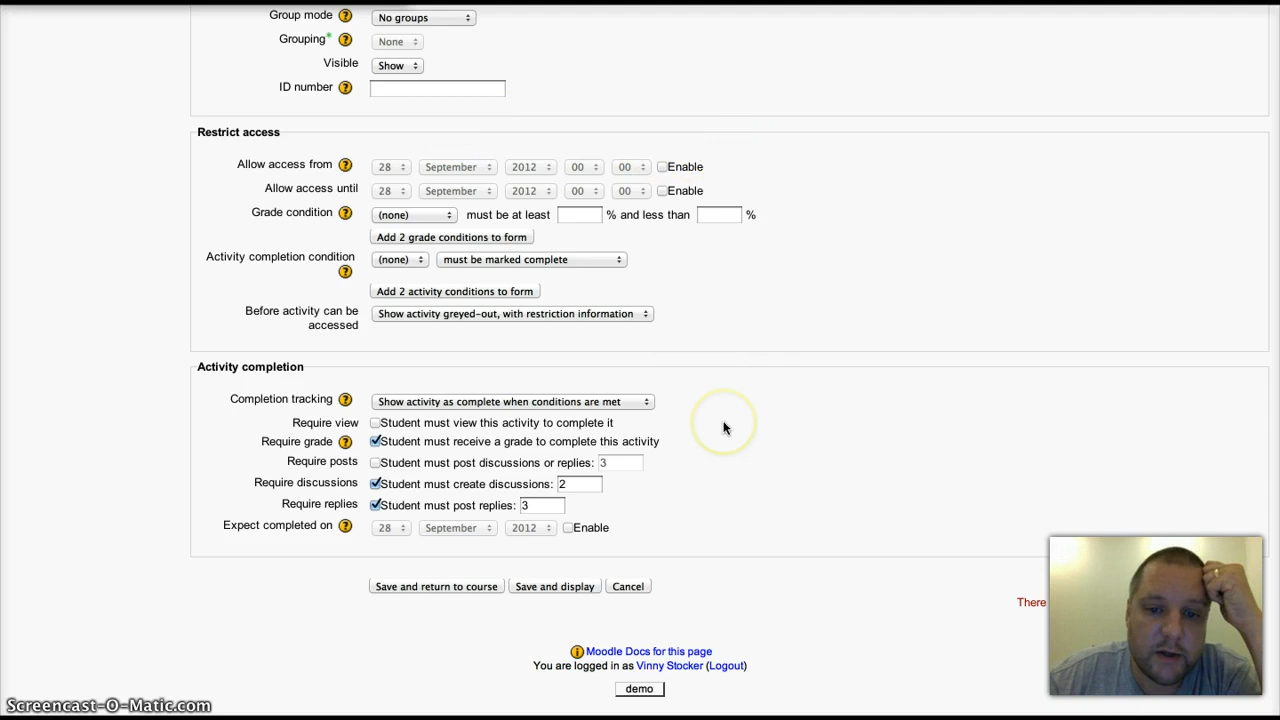 Group mode No groups
Grouping* None
Visible Show
ID number
Restrict access
Allow access from 28 September 2012 00 00 Enable
Allow access until 28 September 2012 00 00 Enable
Grade condition (none) must be at least % and less than %
Add 2 grade conditions to form
Activity completion condition (none) must be marked complete
Add 2 activity conditions to form
Before activity can be accessed Show activity greyed-out, with restriction information
Activity completion
Completion tracking Show activity as complete when conditions are met
Require view Student must view this activity to complete it
Require grade Student must receive a grade to complete this activity
Require posts Student must post discussions or replies: 3
Require discussions Student must create discussions: 2
Require replies Student must post replies: 3
Expect completed on 28 September 2012 Enable
Save and return to course Save and display Cancel
There
Moodle Docs for this page
You are logged in as Vinny Stocker (Logout)
demo
Screencast-O-Matic.com